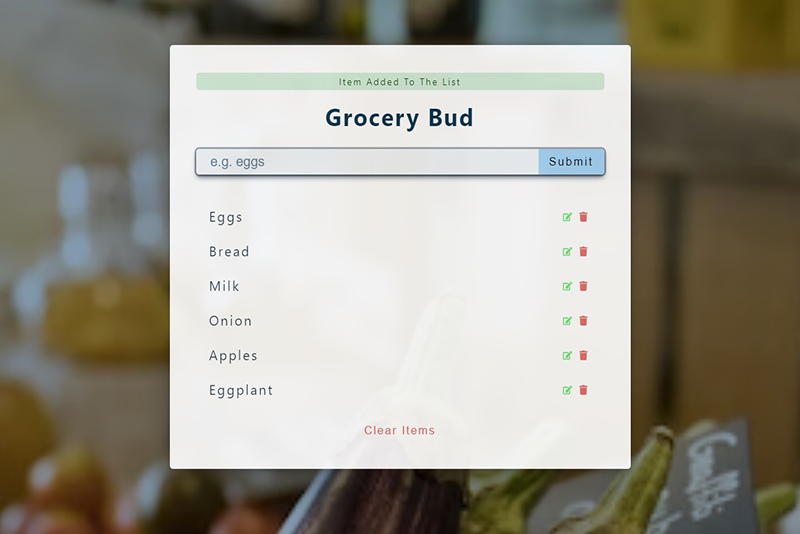 Item Added To The List
Grocery Bud
e.g. eggs
Submit
Eggs
Bread
Milk
Onion
Apples
Eggplant
Clear Items